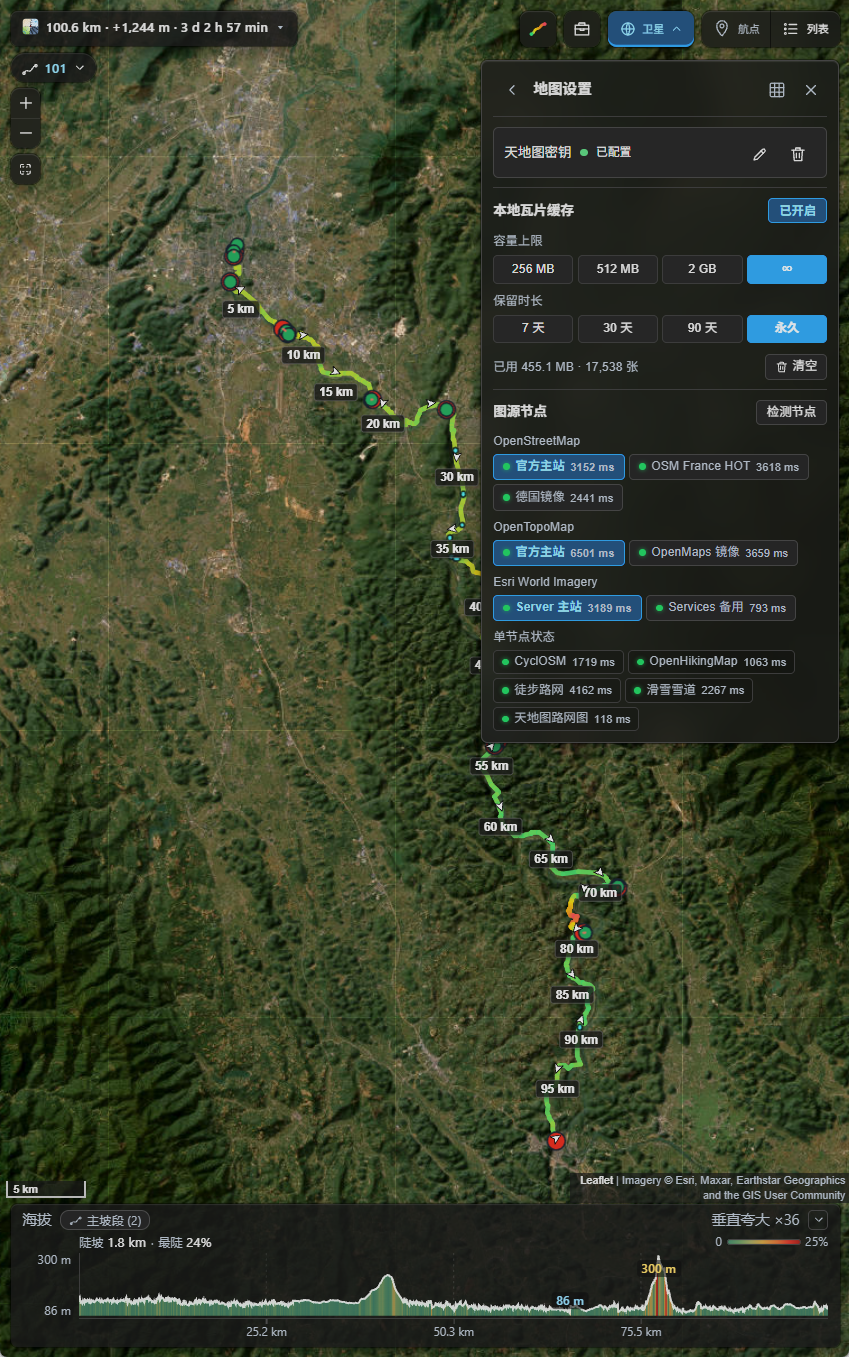 100.6 km · +1,244 m · 3 d 2 h 57 min
卫星
航点
列表
101
地图设置
天地图密钥 已配置
本地瓦片缓存 已开启
容量上限
256 MB 512 MB 2 GB ∞
保留时长
7 天 30 天 90 天 永久
已用 455.1 MB · 17,538 张 清空
图源节点 检测节点
OpenStreetMap
官方主站 3152 ms OSM France HOT 3618 ms
德国镜像 2441 ms
OpenTopoMap
官方主站 6501 ms OpenMaps 镜像 3659 ms
Esri World Imagery
Server 主站 3189 ms Services 备用 793 ms
单节点状态
CyclOSM 1719 ms OpenHikingMap 1063 ms
徒步路网 4162 ms 滑雪雪道 2267 ms
天地图路网图 118 ms
5 km
10 km
15 km
20 km
30 km
35 km
40
4
55 km
60 km
65 km
70 km
80 km
85 km
90 km
95 km
5 km
Leaflet | Imagery © Esri, Maxar, Earthstar Geographics
and the GIS User Community
海拔 主坡段 (2) 垂直夸大 ×36
陡坡 1.8 km · 最陡 24% 0 25%
300 m
300 m
86 m
86 m
25.2 km 50.3 km 75.5 km